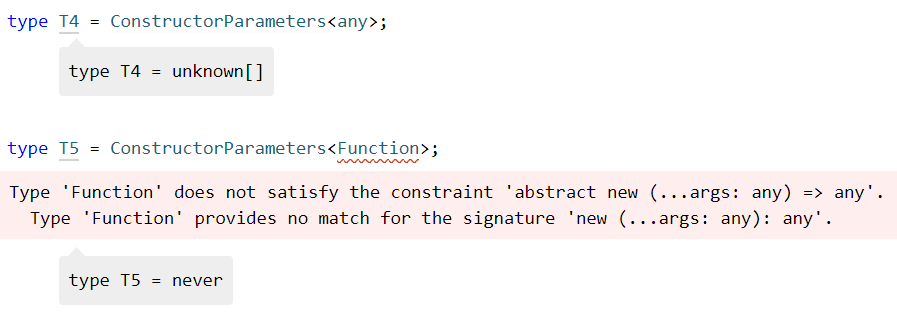 type T4 = ConstructorParameters<any>;
type T4 = unknown[]
type T5 = ConstructorParameters<Function>;
Type 'Function' does not satisfy the constraint 'abstract new (...args: any) => any'.
Type 'Function' provides no match for the signature 'new (...args: any): any'.
type T5 = never